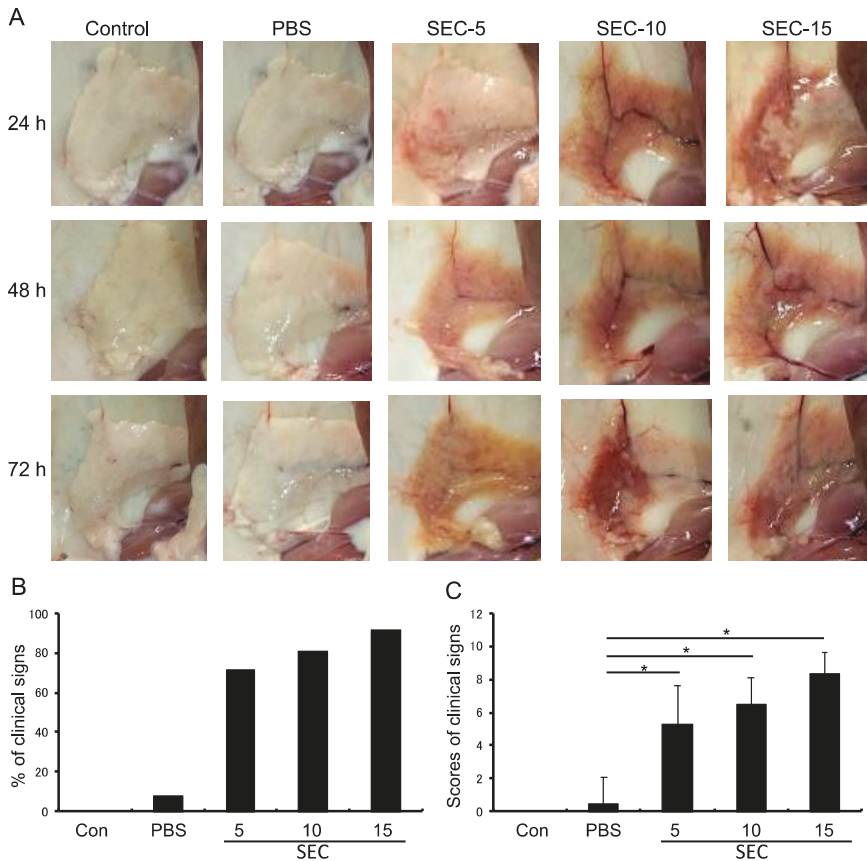 A
Control PBS SEC-5 SEC-10 SEC-15
24 h
48 h
72 h
B
% of clinical signs
100
80
60
40
20
0
Con PBS 5 10 15
SEC
C
Scores of clinical signs
12
10
8
6
4
2
0
*
*
*
Con PBS 5 10 15
SEC